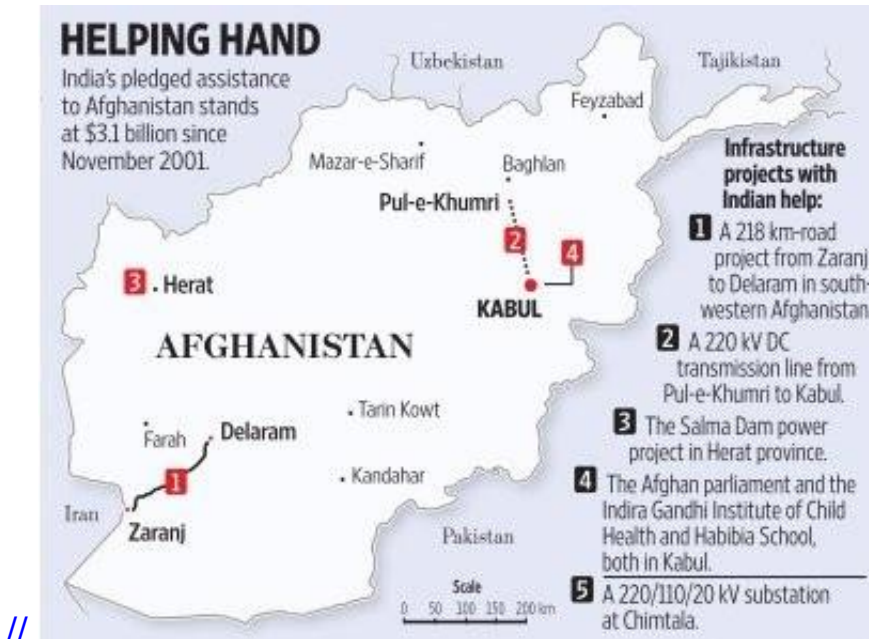 HELPING HAND
India's pledged assistance
to Afghanistan stands
at $3.1 billion since
November 2001.
Uzbekistan
Tajikistan
Feyzabad
Mazar-e-Sharif
Baghlan
Pul-e-Khumri
2
4
KABUL
3
Herat
AFGHANISTAN
Tarin Kowt
Farah
Delaram
Kandahar
1
Iran
Zaranj
Pakistan
Scale
0 50 100 150 200 km
Infrastructure
projects with
Indian help:
1 A 218 km-road
project from Zaranj
to Delaram in south-
western Afghanistan
2 A 220 kV DC
transmission line from
Pul-e-Khumri to Kabul.
3 The Salma Dam power
project in Herat province.
4 The Afghan parliament and the
Indira Gandhi Institute of Child
Health and Habibia School,
both in Kabul.
5 A 220/110/20 kV substation
at Chimtala.
//